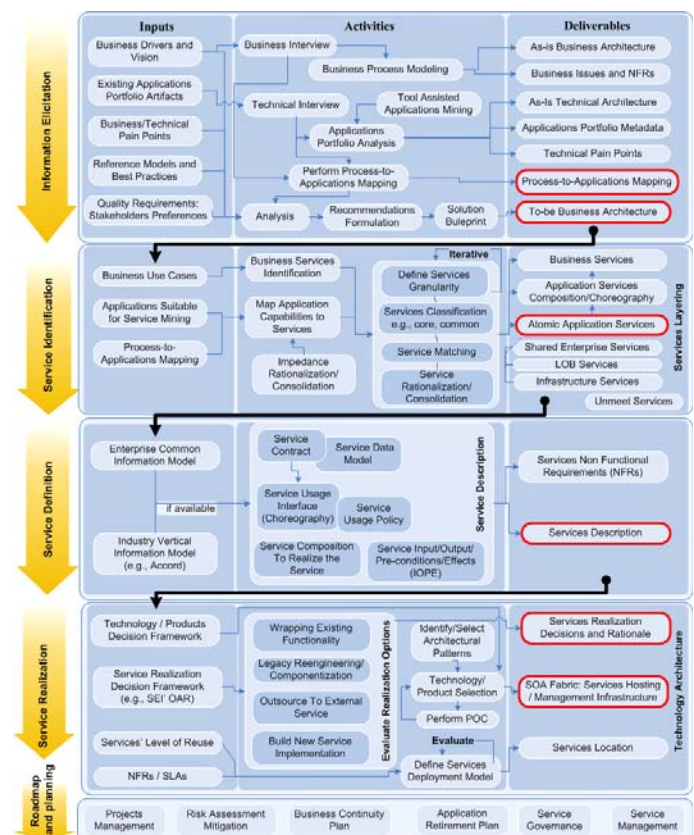 Inputs
Activities
Deliverables
Information Elicitation
Business Drivers and
Vision
Existing Applications
Portfolio Artifacts
Business/Technical
Pain Points
Reference Models and
Best Practices
Quality Requirements:
Stakeholders Preferences
Business Interview
Business Process Modeling
Technical Interview
Tool Assisted
Applications Mining
Applications
Portfolio Analysis
Perform Process-to-
Applications Mapping
Analysis
Recommendations
Formulation
Solution
Buleprint
As-is Business Architecture
Business Issues and NFRs
As-Is Technical Architecture
Applications Portfolio Metadata
Technical Pain Points
Process-to-Applications Mapping
To-be Business Architecture
Service Identification
Business Use Cases
Applications Suitable
for Service Mining
Process-to-
Applications Mapping
Business Services
Identification
Map Application
Capabilities to
Services
Impedance
Rationalization/
Consolidation
Iterative
Define Services
Granularity
Services Classification
e.g., core, common
Service Matching
Service
Rationalization/
Consolidation
Business Services
Application Services
Composition/Choreography
Atomic Application Services
Shared Enterprise Services
LOB Services
Infrastructure Services
Unmeet Services
Services Layering
Service Definition
Enterprise Common
Information Model
if available
Industry Vertical
Information Model
(e.g., Accord)
Service
Contract
Service Data
Model
Service Usage
Interface
(Choreography)
Service
Usage Policy
Service Composition
To Realize the
Service
Service Input/Output/
Pre-conditions/Effects
(IOPE)
Service Description
Services Non Functional
Requirements (NFRs)
Services Description
Service Realization
Technology / Products
Decision Framework
Service Realization
Decision Framework
(e.g., SEI' OAR)
Services' Level of Reuse
NFRs / SLAs
Wrapping Existing
Functionality
Legacy Reengineering/
Componentization
Outsource To External
Service
Build New Service
Implementation
Evaluate Realization Options
Identify/Select
Architectural
Patterns
Technology/
Product Selection
Perform POC
Evaluate
Define Services
Deployment Model
Services Realization
Decisions and Rationale
SOA Fabric: Services Hosting
/ Management Infrastructure
Services Location
Technology Architecture
Roadmap
and planning
Projects
Management
Risk Assessment
Mitigation
Business Continuity
Plan
Application
Retirement Plan
Service
Governance
Service
Management